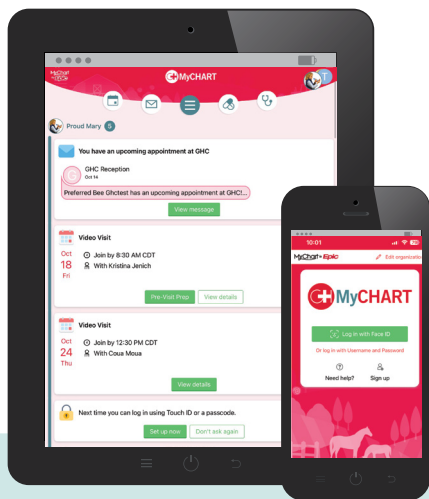 MyChart
by Epic
MyCHART
T
Proud Mary 5
You have an upcoming appointment at GHC
G
GHC Reception
Oct 14
Preferred Bee Ghctest has an upcoming appointment at GHC!...
View message
Video Visit
Oct
18
Fri
Join by 8:30 AM CDT
With Kristina Jenich
Pre-Visit Prep
View details
Video Visit
Oct
24
Thu
Join by 12:30 PM CDT
With Coua Moua
View details
Next time you can log in using Touch ID or a passcode.
Set up now
Don't ask again
10:01
MyChart by Epic
Edit organizatio
MyCHART
Log in with Face ID
Or log in with Username and Password
Need help?
Sign up